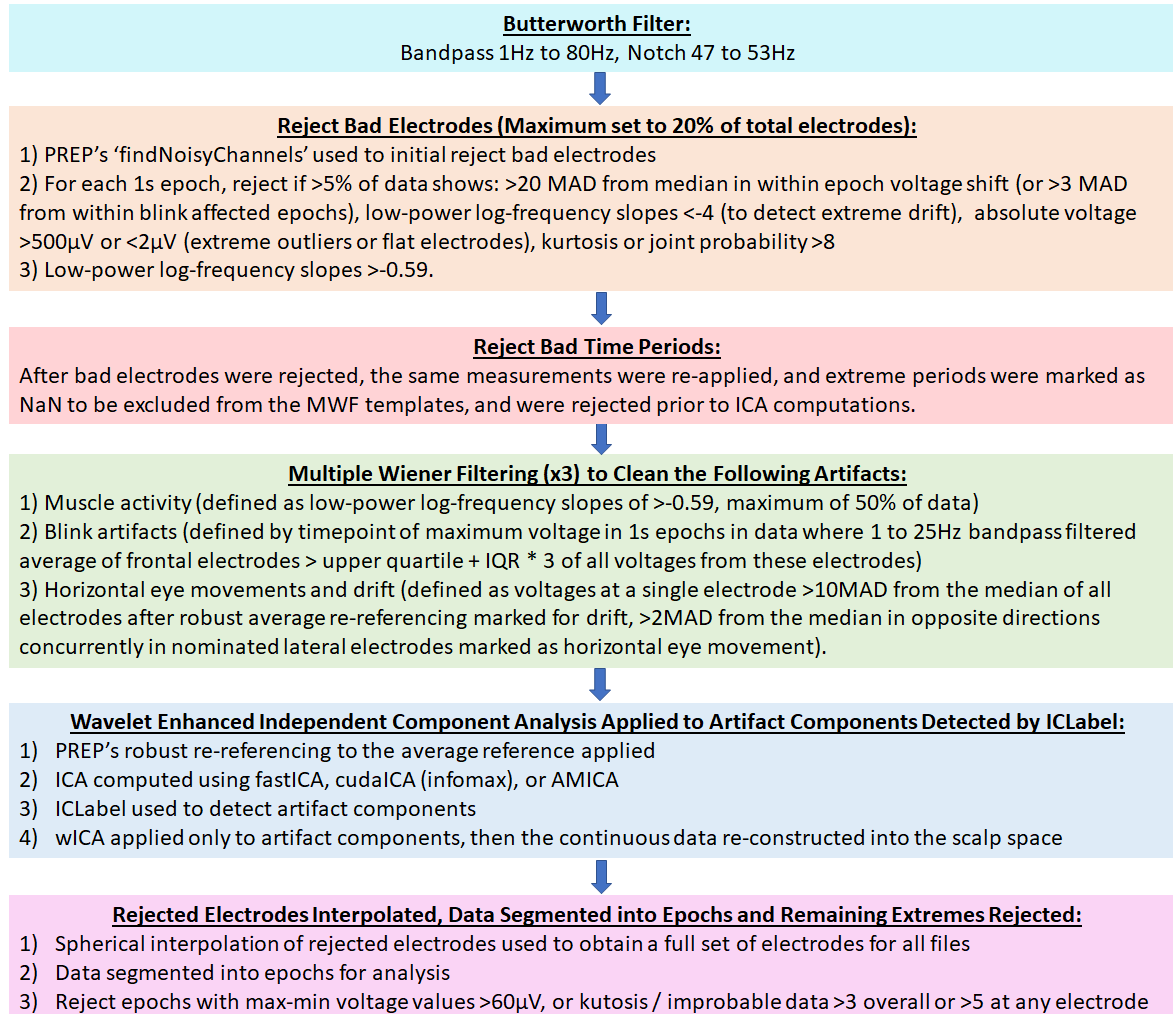 Butterworth Filter:
Bandpass 1Hz to 80Hz, Notch 47 to 53Hz
Reject Bad Electrodes (Maximum set to 20% of total electrodes):
1) PREP's 'findNoisyChannels' used to initial reject bad electrodes
2) For each 1s epoch, reject if >5% of data shows: >20 MAD from median in within epoch voltage shift (or >3 MAD
from within blink affected epochs), low-power log-frequency slopes <-4 (to detect extreme drift),  absolute voltage
>500µV or <2µV (extreme outliers or flat electrodes), kurtosis or joint probability >8
3) Low-power log-frequency slopes >-0.59.
Reject Bad Time Periods:
After bad electrodes were rejected, the same measurements were re-applied, and extreme periods were marked as
NaN to be excluded from the MWF templates, and were rejected prior to ICA computations.
Multiple Wiener Filtering (x3) to Clean the Following Artifacts:
1) Muscle activity (defined as low-power log-frequency slopes of >-0.59, maximum of 50% of data)
2) Blink artifacts (defined by timepoint of maximum voltage in 1s epochs in data where 1 to 25Hz bandpass filtered
average of frontal electrodes > upper quartile + IQR * 3 of all voltages from these electrodes)
3) Horizontal eye movements and drift (defined as voltages at a single electrode >10MAD from the median of all
electrodes after robust average re-referencing marked for drift, >2MAD from the median in opposite directions
concurrently in nominated lateral electrodes marked as horizontal eye movement).
Wavelet Enhanced Independent Component Analysis Applied to Artifact Components Detected by ICLabel:
1) PREP's robust re-referencing to the average reference applied
2) ICA computed using fastICA, cudaICA (infomax), or AMICA
3) ICLabel used to detect artifact components
4) wICA applied only to artifact components, then the continuous data re-constructed into the scalp space
Rejected Electrodes Interpolated, Data Segmented into Epochs and Remaining Extremes Rejected:
1) Spherical interpolation of rejected electrodes used to obtain a full set of electrodes for all files
2) Data segmented into epochs for analysis
3) Reject epochs with max-min voltage values >60µV, or kutosis / improbable data >3 overall or >5 at any electrode